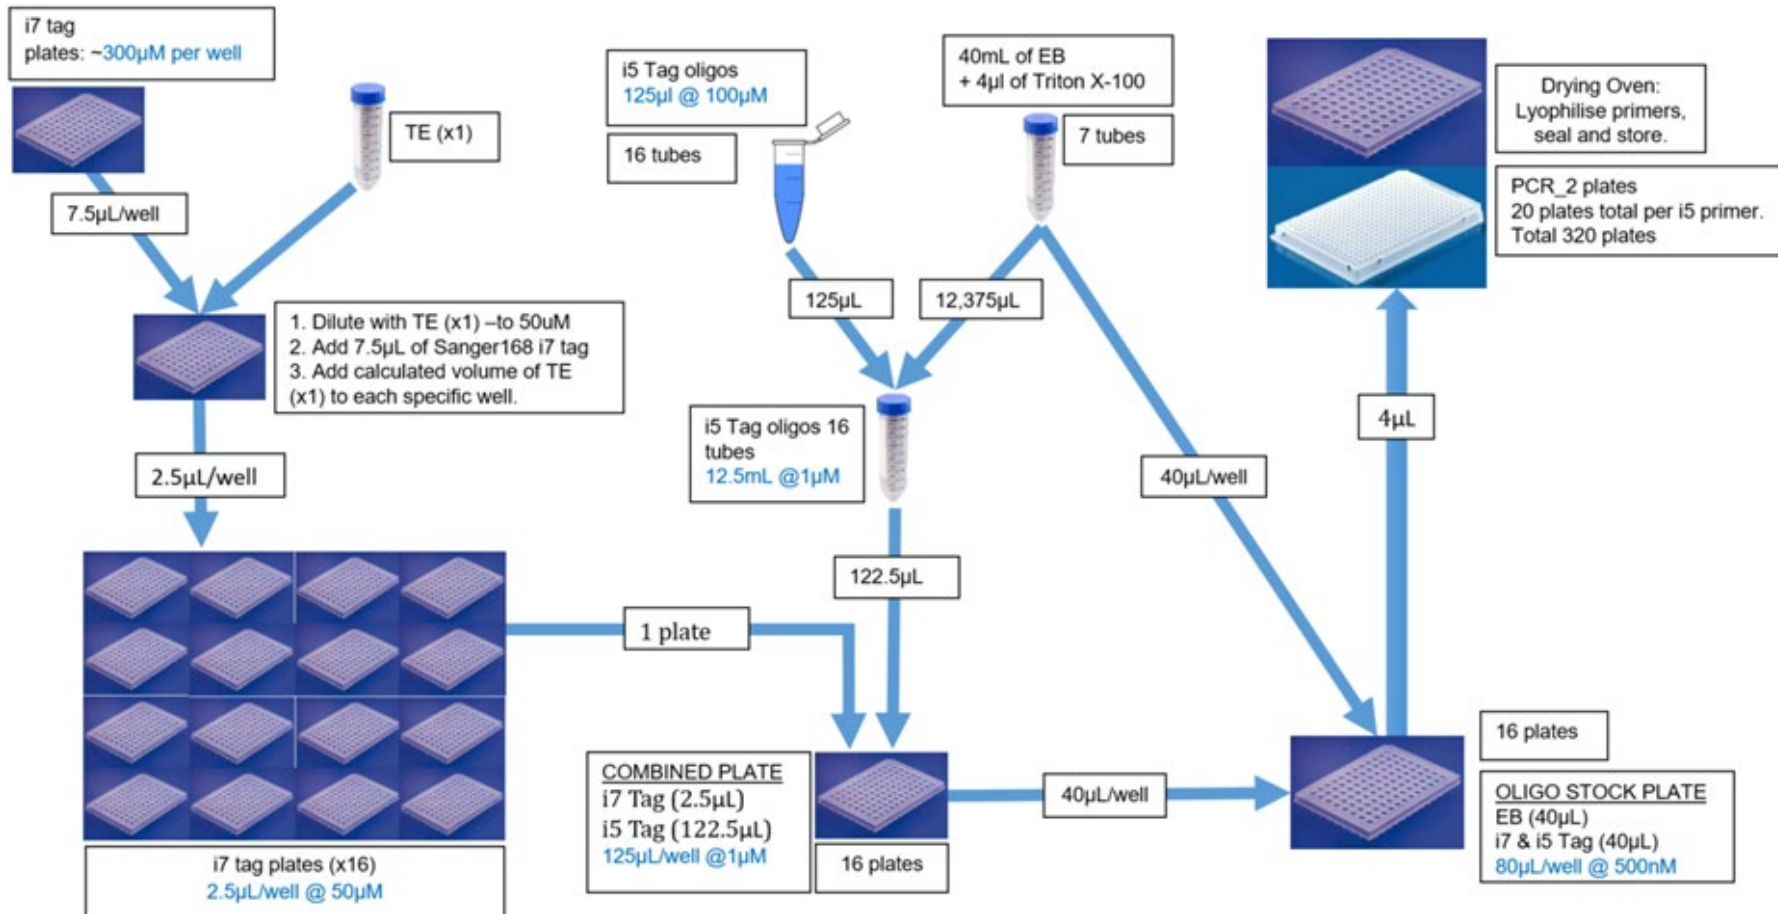 i7 tag
plates: ~300µM per well
TE (x1)
7.5µL/well
1. Dilute with TE (x1) –to 50uM
2. Add 7.5µL of Sanger168 i7 tag
3. Add calculated volume of TE
(x1) to each specific well.
2.5µL/well
i7 tag plates (x16)
2.5µL/well @ 50µM
1 plate
i5 Tag oligos
125µl @ 100µM
16 tubes
40mL of EB
+ 4µl of Triton X-100
7 tubes
125µL
12,375µL
i5 Tag oligos 16
tubes
12.5mL @1µM
122.5µL
COMBINED PLATE
i7 Tag (2.5µL)
i5 Tag (122.5µL)
125µL/well @1µM
16 plates
40µL/well
40µL/well
16 plates
OLIGO STOCK PLATE
EB (40µL)
i7 & i5 Tag (40µL)
80µL/well @ 500nM
4µL
Drying Oven:
Lyophilise primers,
seal and store.
PCR_2 plates
20 plates total per i5 primer.
Total 320 plates